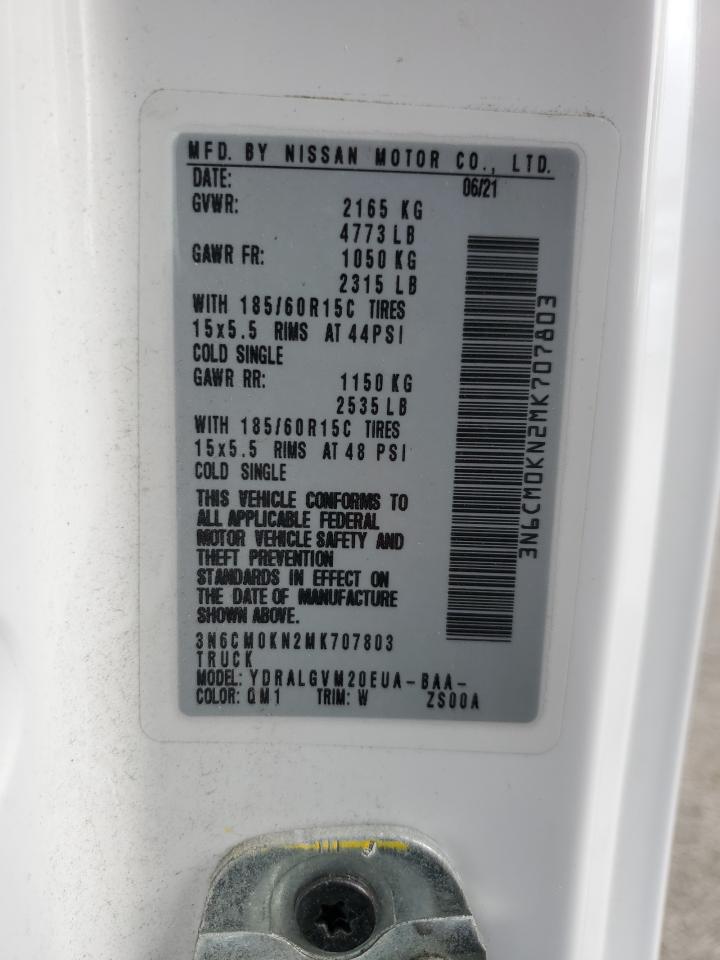 MFD. BY NISSAN MOTOR CO., LTD.
DATE: 06/21
GVWR: 2165 KG
4773 LB
GAWR FR: 1050 KG
2315 LB
WITH 185/60R15C TIRES
15x5.5 RIMS AT 44PSI
COLD SINGLE
GAWR RR: 1150 KG
2535 LB
WITH 185/60R15C TIRES
15x5.5 RIMS AT 48 PSI
COLD SINGLE
THIS VEHICLE CONFORMS TO
ALL APPLICABLE FEDERAL
MOTOR VEHICLE SAFETY AND
THEFT PREVENTION
STANDARDS IN EFFECT ON
THE DATE OF MANUFACTURE
SHOWN ABOVE.
3N6CM0KN2MK707803
TRUCK
MODEL: YDRALGVM20EUA-BAA-
COLOR: QM1 TRIM: W ZS00A
3N6CM0KN2MK707803